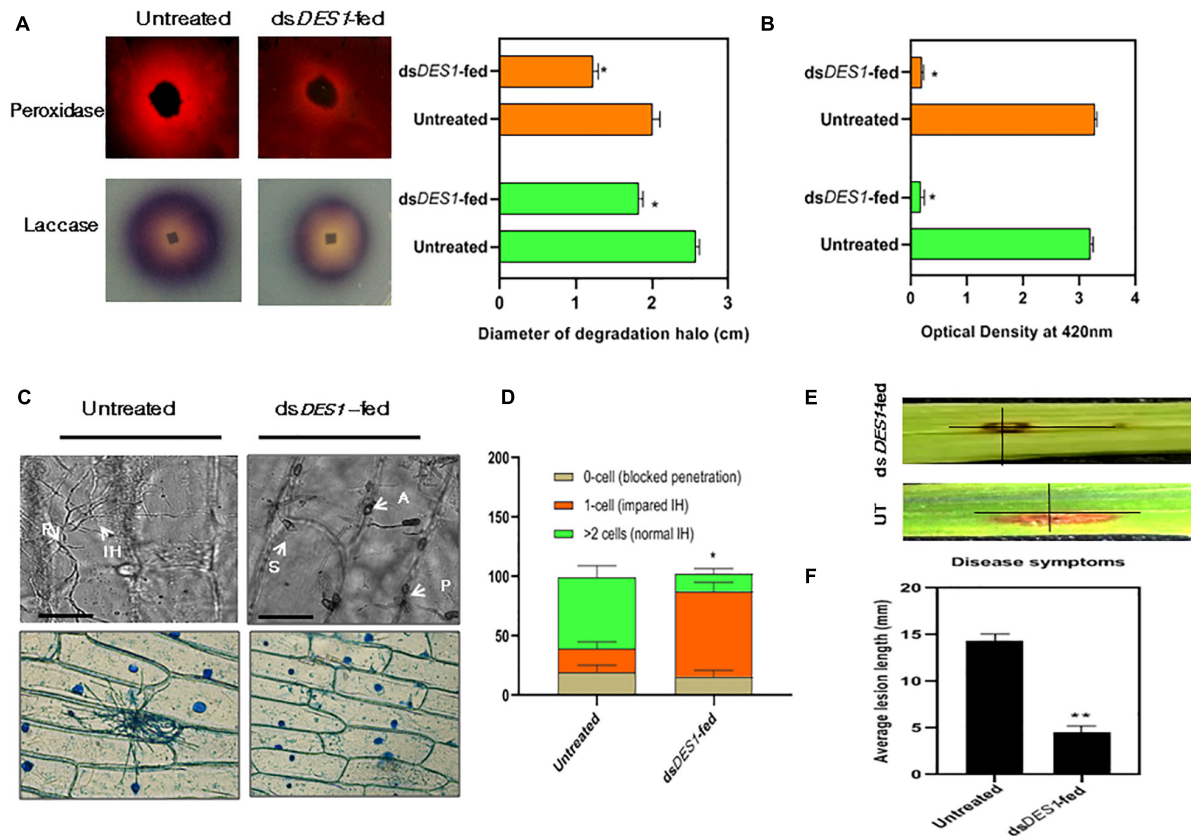 A
Untreated
dsDES1-fed
Peroxidase
Laccase
dsDES1-fed
*
Untreated
dsDES1-fed
*
Untreated
0
1
2
3
Diameter of degradation halo (cm)
B
dsDES1-fed
*
Untreated
dsDES1-fed
*
Untreated
0
1
2
3
4
Optical Density at 420nm
C
Untreated
dsDES1–fed
IH
A
S
P
D
200
150
100
50
0
0-cell (blocked penetration)
1-cell (impared IH)
>2 cells (normal IH)
*
Untreated
dsDES1-fed
E
dsDES1-fed
UT
Disease symptoms
F
Average lesion length (mm)
20
15
10
5
0
**
Untreated
dsDES1-fed